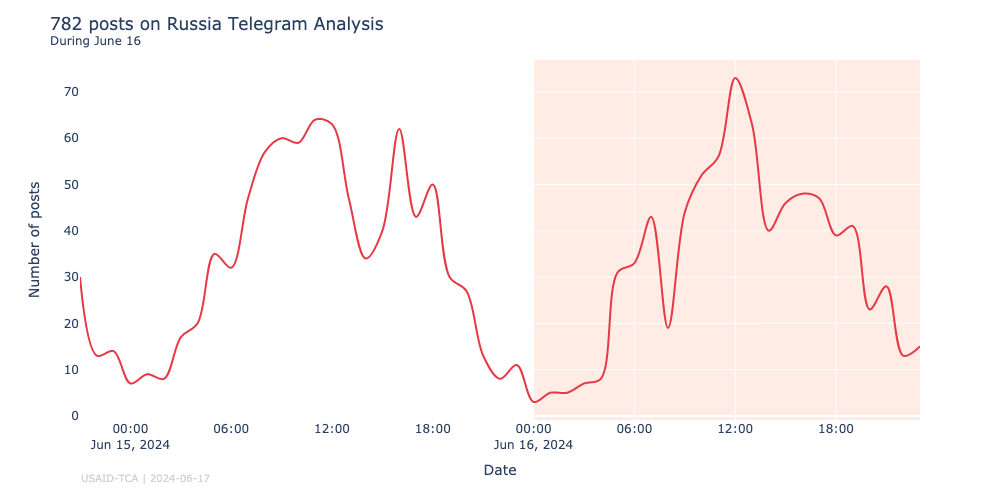 782 posts on Russia Telegram Analysis
During June 16
Number of posts
70
60
50
40
30
20
10
0
00:00 06:00 12:00 18:00 00:00 06:00 12:00 18:00
Jun 15, 2024 Jun 16, 2024
Date
USAID-TCA | 2024-06-17